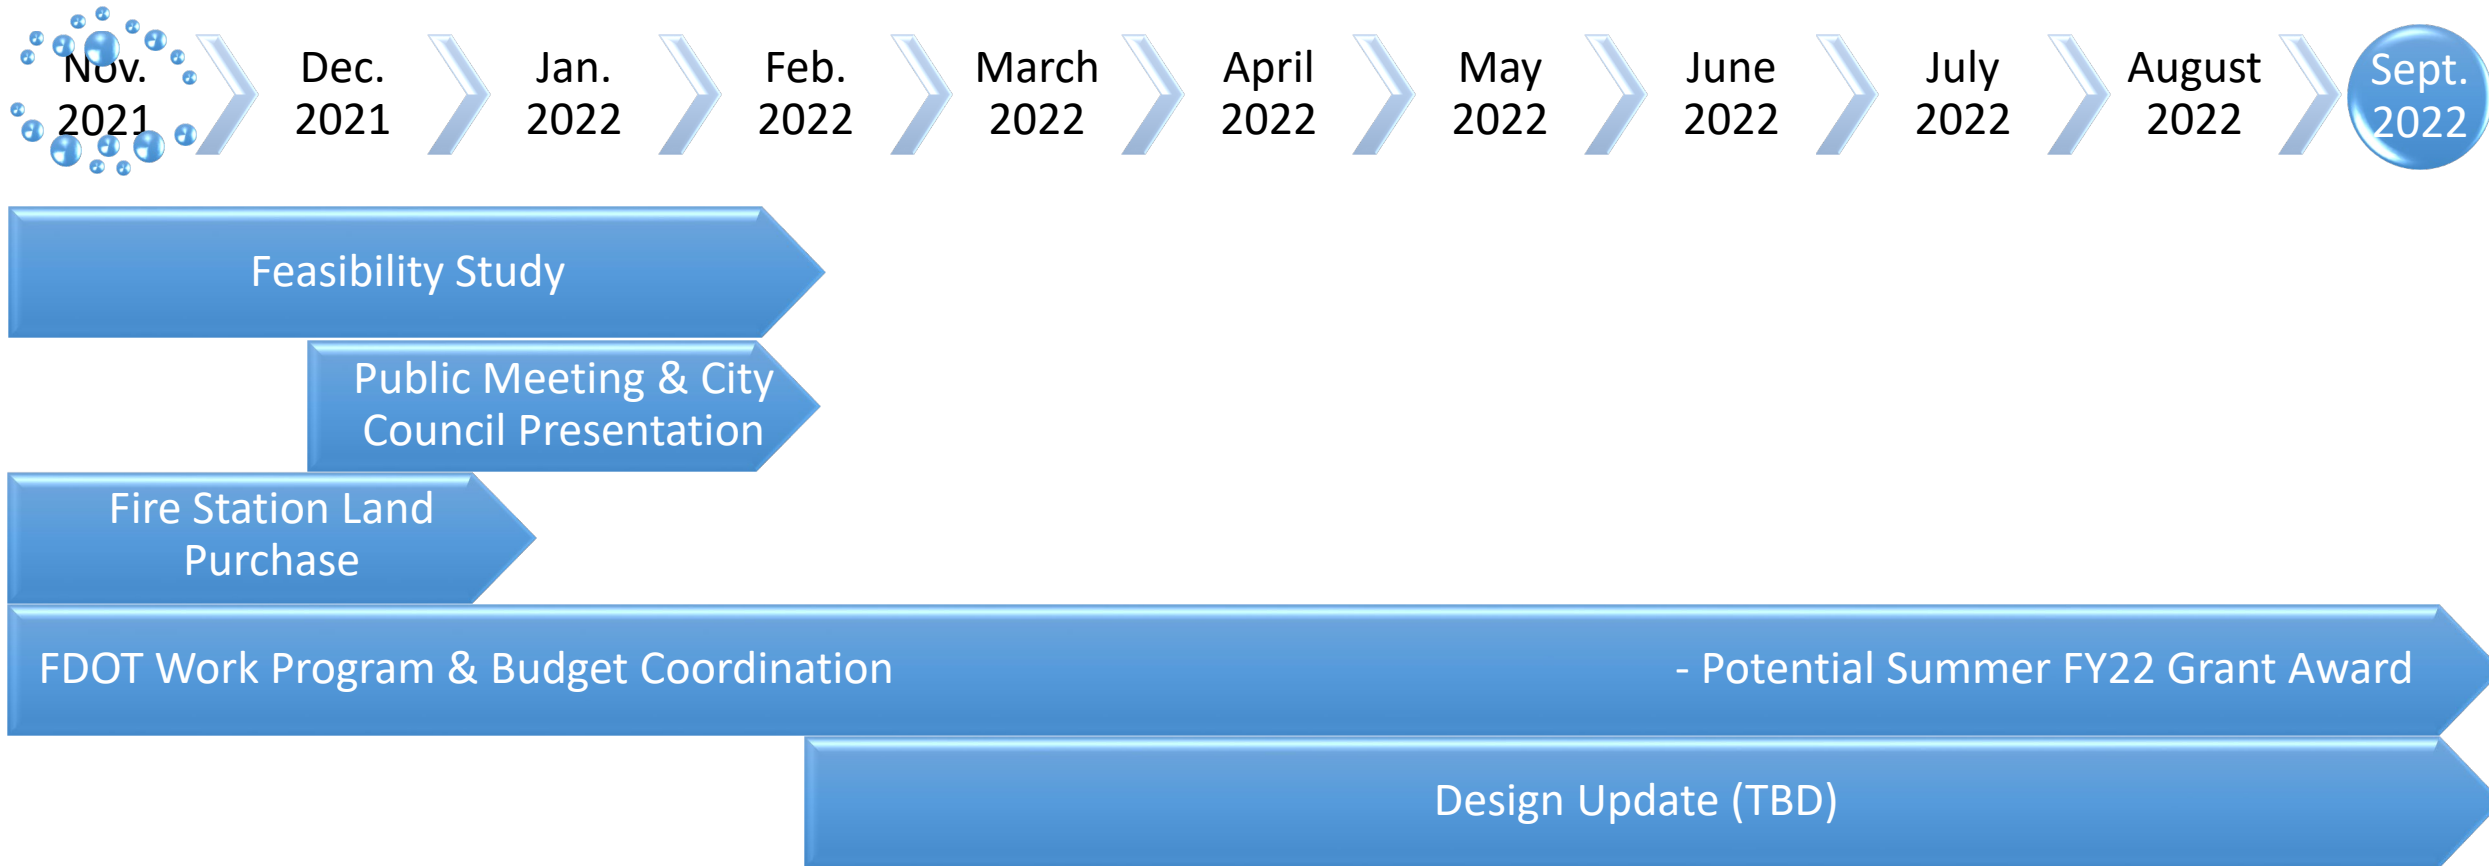 Nov.
2021
Dec.
2021
Jan.
2022
Feb.
2022
March
2022
April
2022
May
2022
June
2022
July
2022
August
2022
Sept.
2022
Feasibility Study
Public Meeting & City
Council Presentation
Fire Station Land
Purchase
FDOT Work Program & Budget Coordination - Potential Summer FY22 Grant Award
Design Update (TBD)